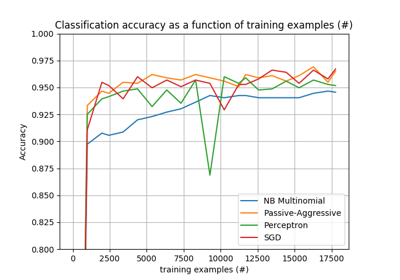 Classification accuracy as a function of training examples (#)
1.000
0.975
0.950
0.925
0.900
0.875
0.850
0.825
0.800
Accuracy
NB Multinomial
Passive-Aggressive
Perceptron
SGD
0 2500 5000 7500 10000 12500 15000 17500
training examples (#)